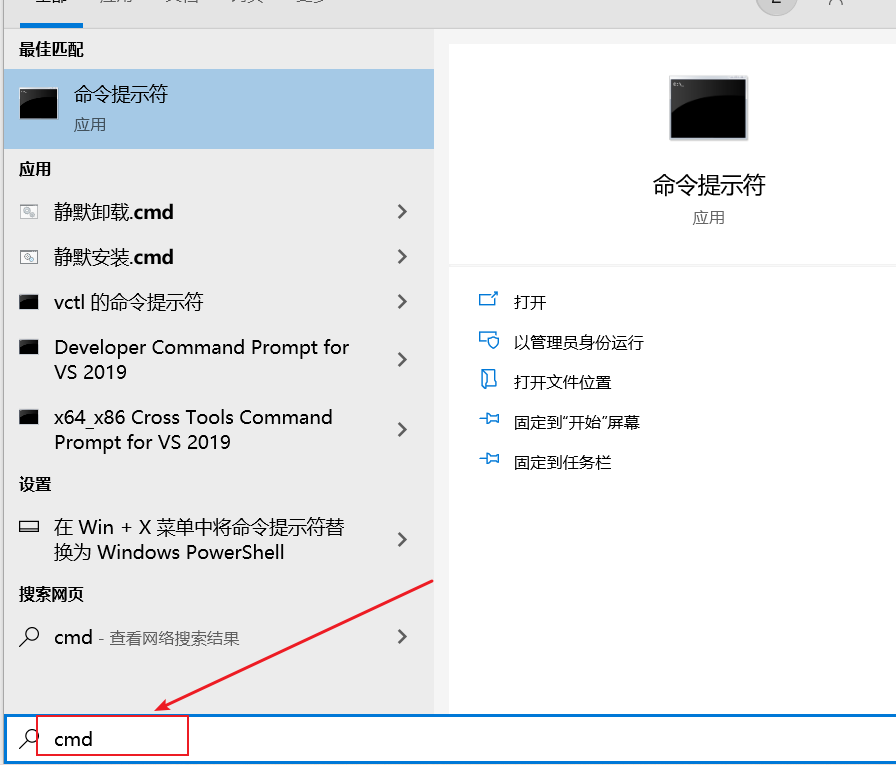 最佳匹配
命令提示符
应用
应用
静默卸载.cmd
静默安装.cmd
vctl 的命令提示符
Developer Command Prompt for
VS 2019
x64_x86 Cross Tools Command
Prompt for VS 2019
设置
在 Win + X 菜单中将命令提示符替
换为 Windows PowerShell
搜索网页
cmd - 查看网络搜索结果
cmd
命令提示符
应用
打开
以管理员身份运行
打开文件位置
固定到“开始”屏幕
固定到任务栏